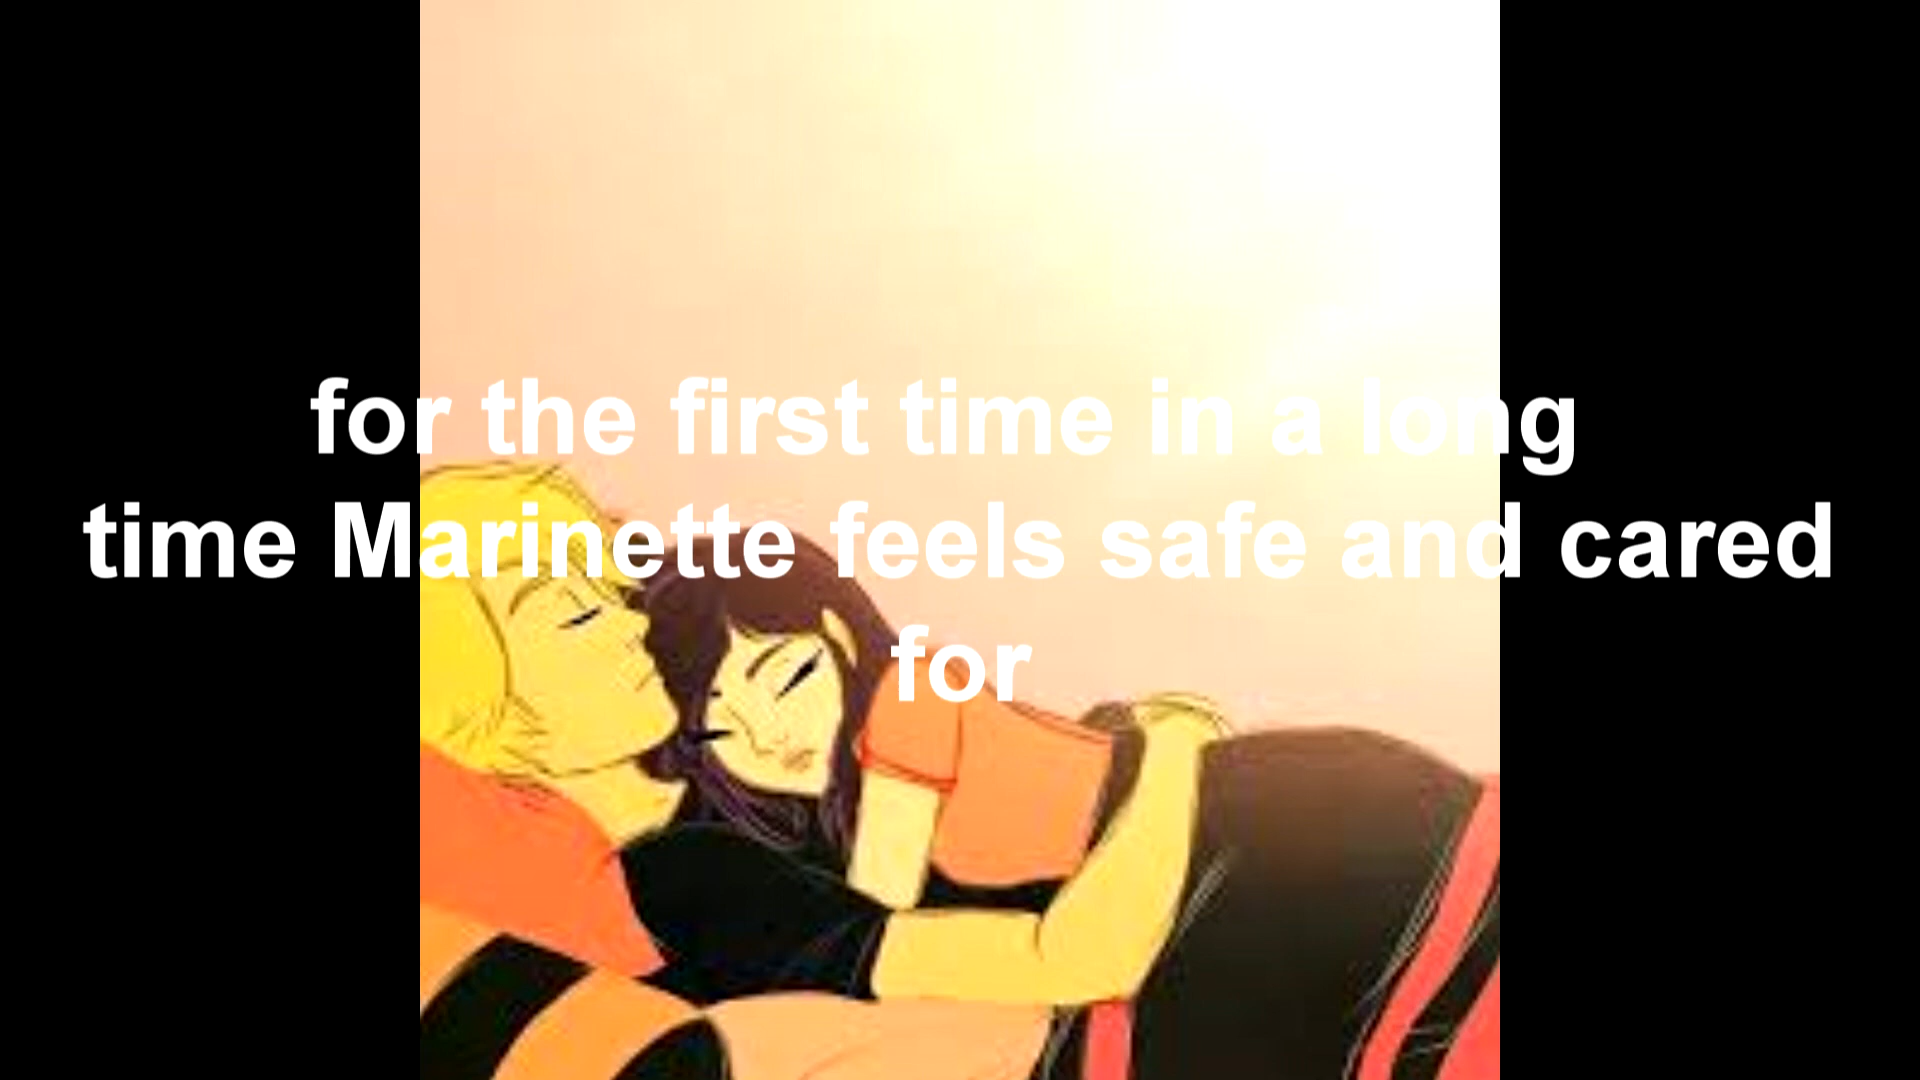 for the first time in a long
time Marinette feels safe and cared
for